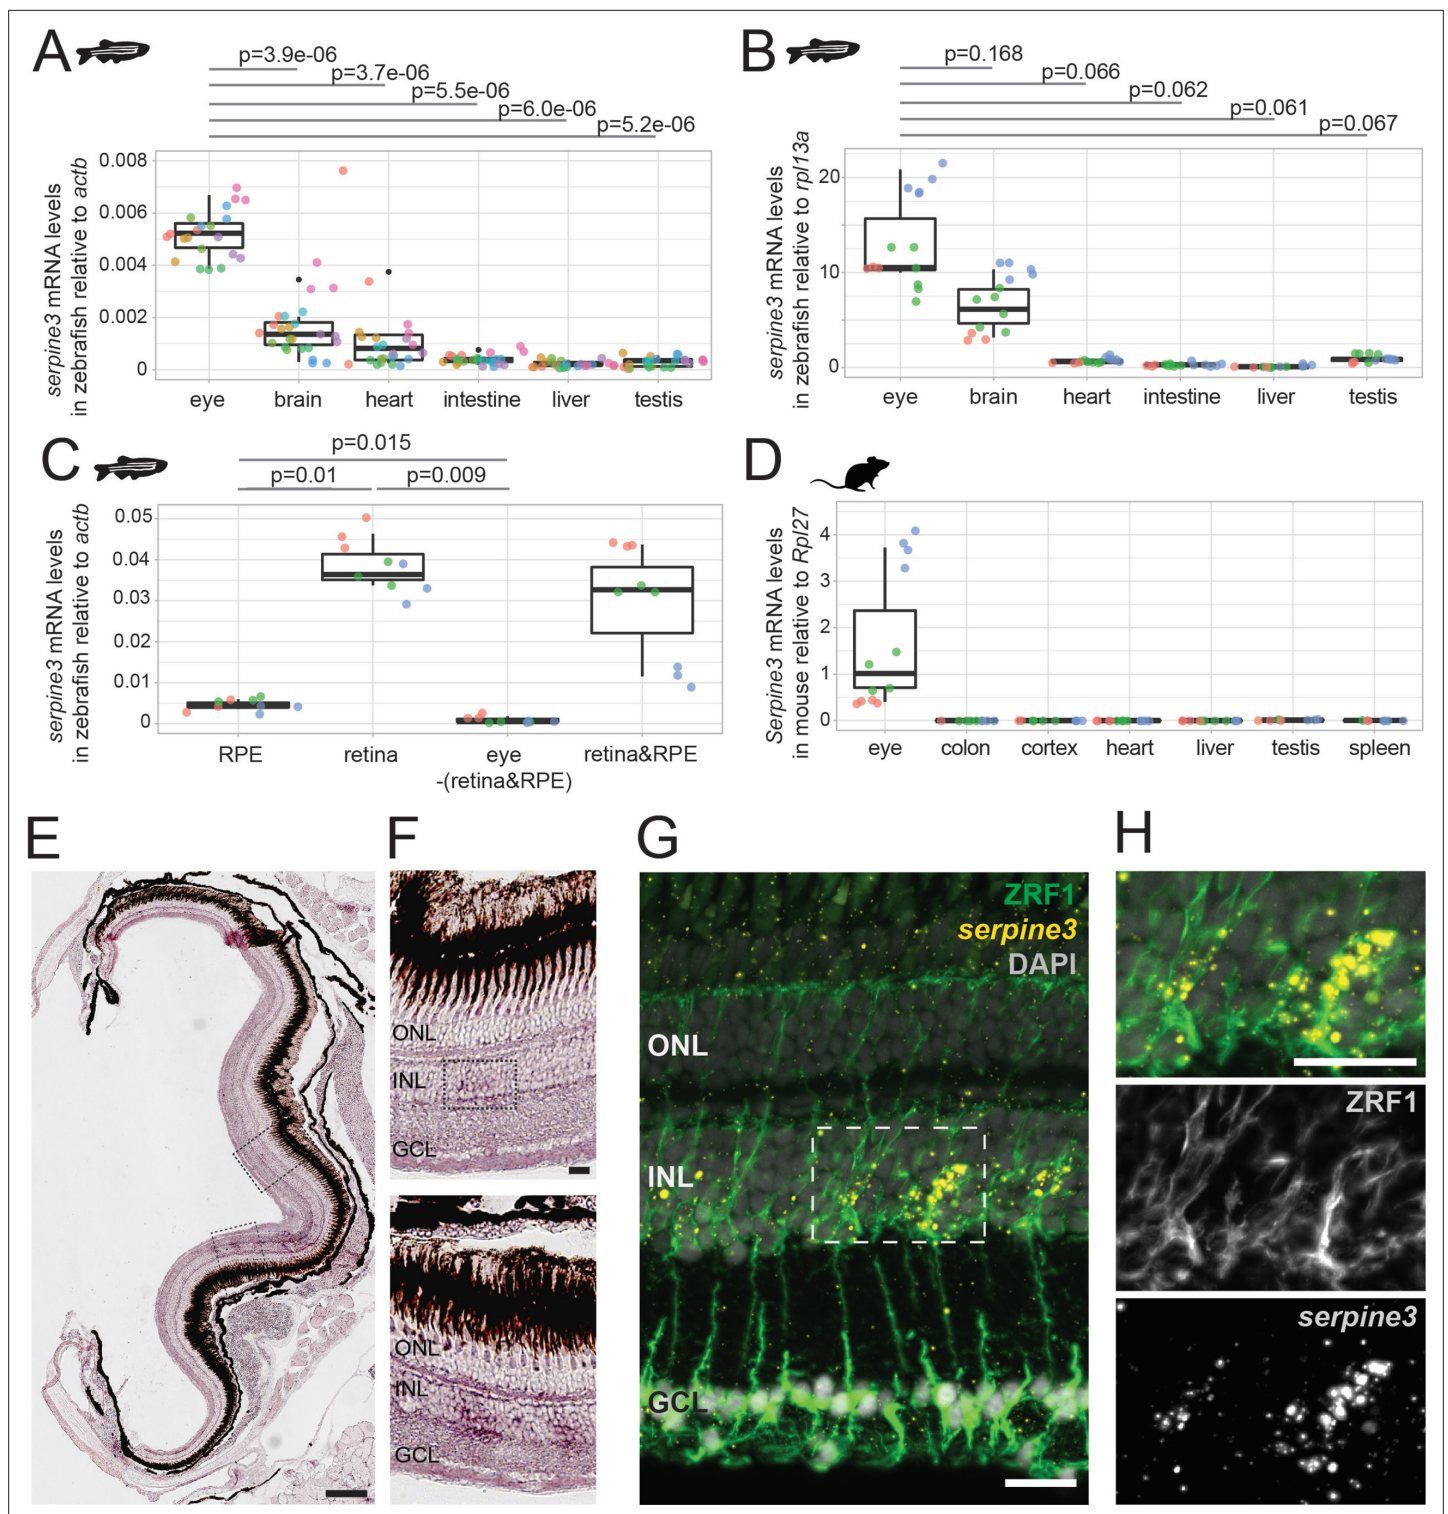 A
p=3.9e-06
p=3.7e-06
p=5.5e-06
p=6.0e-06
p=5.2e-06
serpine3 mRNA levels
in zebrafish relative to actb
0.008
0.006
0.004
0.002
0
eye brain heart intestine liver testis
B
p=0.168
p=0.066
p=0.062
p=0.061
p=0.067
serpine3 mRNA levels
in zebrafish relative to rpl13a
20
10
0
eye brain heart intestine liver testis
C
p=0.015
p=0.01 p=0.009
serpine3 mRNA levels
in zebrafish relative to actb
0.05
0.04
0.03
0.02
0.01
0
RPE retina eye retina&RPE
-(retina&RPE)
D
Serpine3 mRNA levels
in mouse relative to Rpl27
4
3
2
1
0
eye colon cortex heart liver testis spleen
E
F
ONL
INL
GCL
ONL
INL
GCL
G
ZRF1
serpine3
DAPI
ONL
INL
GCL
H
ZRF1
serpine3